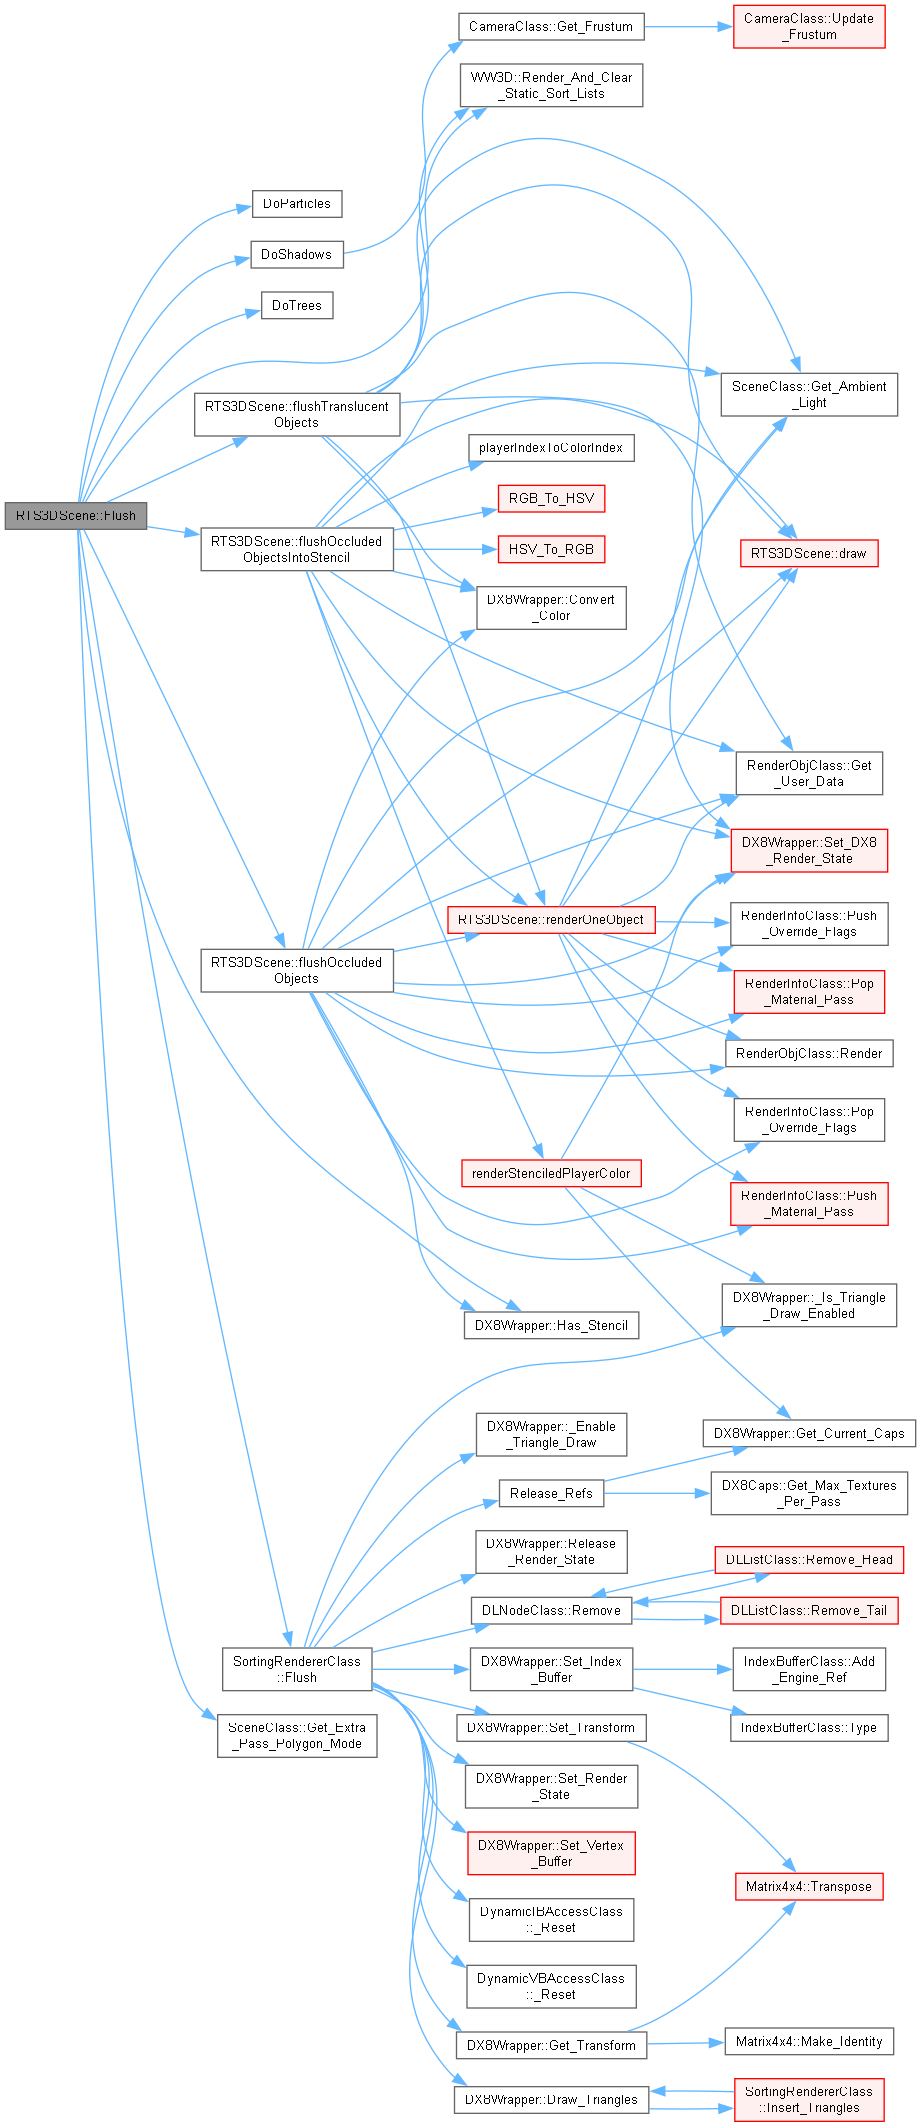 CameraClass::Get_Frustum
CameraClass::Update
_Frustum
WW3D::Render_And_Clear
_Static_Sort_Lists
DoParticles
DoShadows
DoTrees
RTS3DScene::flushTranslucent
Objects
SceneClass::Get_Ambient
_Light
playerIndexToColorIndex
RGB_To_HSV
RTS3DScene::Flush
RTS3DScene::flushOccluded
ObjectsIntoStencil
HSV_To_RGB
RTS3DScene::draw
DX8Wrapper::Convert
_Color
RenderObjClass::Get
_User_Data
DX8Wrapper::Set_DX8
_Render_State
RTS3DScene::renderOneObject
RenderInfoClass::Push
_Override_Flags
RTS3DScene::flushOccluded
Objects
RenderInfoClass::Pop
_Material_Pass
RenderObjClass::Render
RenderInfoClass::Pop
_Override_Flags
renderStenciledPlayerColor
RenderInfoClass::Push
_Material_Pass
DX8Wrapper::_Is_Triangle
_Draw_Enabled
DX8Wrapper::Has_Stencil
DX8Wrapper::_Enable
_Triangle_Draw
DX8Wrapper::Get_Current_Caps
Release_Refs
DX8Caps::Get_Max_Textures
_Per_Pass
DX8Wrapper::Release
_Render_State
DLListClass::Remove_Head
DLNodeClass::Remove
DLListClass::Remove_Tail
SortingRendererClass
::Flush
DX8Wrapper::Set_Index
_Buffer
IndexBufferClass::Add
_Engine_Ref
SceneClass::Get_Extra
_Pass_Polygon_Mode
DX8Wrapper::Set_Transform
IndexBufferClass::Type
DX8Wrapper::Set_Render
_State
DX8Wrapper::Set_Vertex
_Buffer
Matrix4x4::Transpose
DynamicIBAccessClass
::_Reset
DynamicVBAccessClass
::_Reset
DX8Wrapper::Get_Transform
Matrix4x4::Make_Identity
DX8Wrapper::Draw_Triangles
SortingRendererClass
::Insert_Triangles